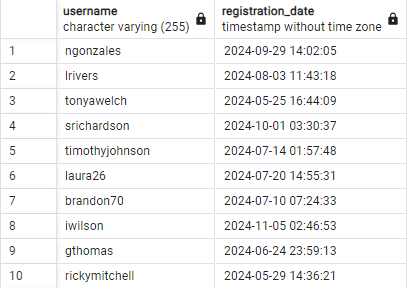 username registration_date
character varying (255) timestamp without time zone
1 ngonzales 2024-09-29 14:02:05
2 lrivers 2024-08-03 11:43:18
3 tonyawelch 2024-05-25 16:44:09
4 srichardson 2024-10-01 03:30:37
5 timothyjohnson 2024-07-14 01:57:48
6 laura26 2024-07-20 14:55:31
7 brandon70 2024-07-10 07:24:33
8 iwilson 2024-11-05 02:46:53
9 gthomas 2024-06-24 23:59:13
10 rickymitchell 2024-05-29 14:36:21